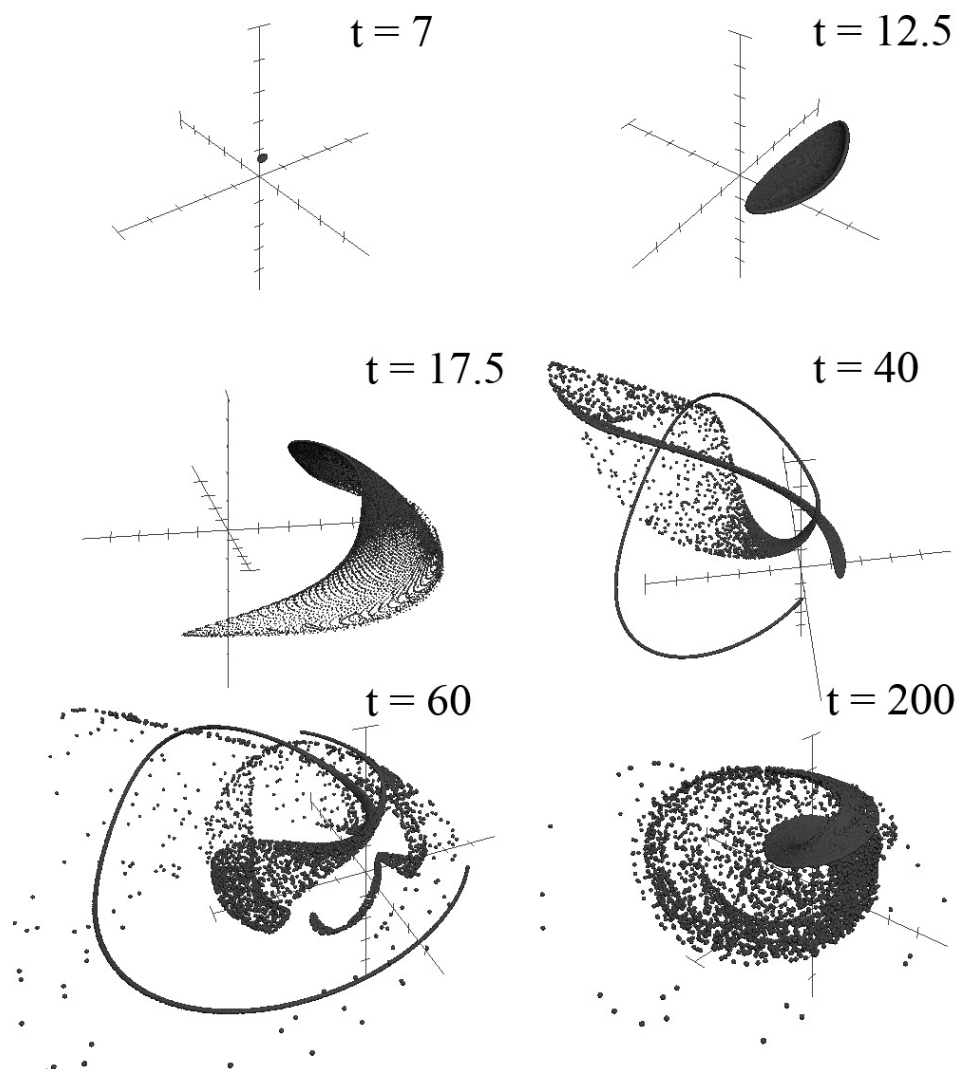 t = 7
t = 12.5
t = 17.5
t = 40
t = 60
t = 200